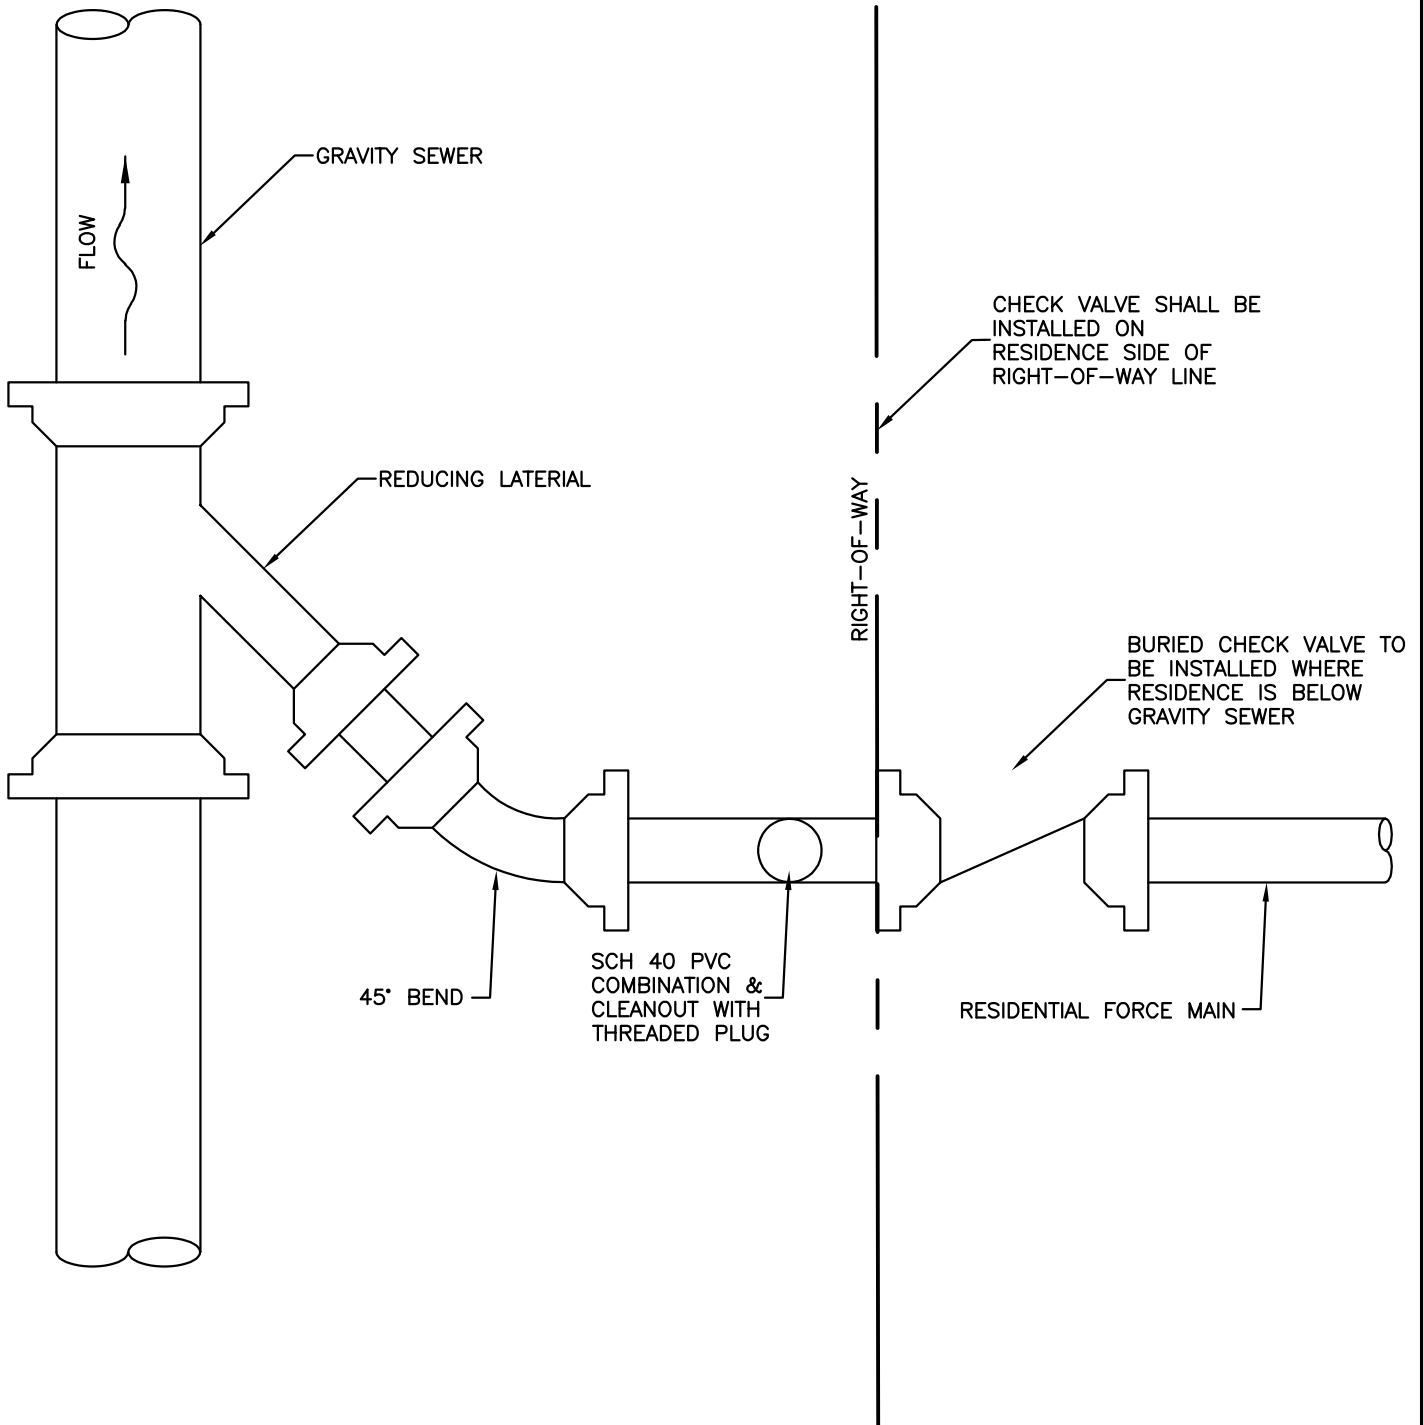 GRAVITY SEWER
FLOW
CHECK VALVE SHALL BE
INSTALLED ON
RESIDENCE SIDE OF
RIGHT-OF-WAY LINE
REDUCING LATERIAL
RIGHT-OF-WAY
BURIED CHECK VALVE TO
BE INSTALLED WHERE
RESIDENCE IS BELOW
GRAVITY SEWER
SCH 40 PVC
COMBINATION &
CLEANOUT WITH
THREADED PLUG
45° BEND
RESIDENTIAL FORCE MAIN